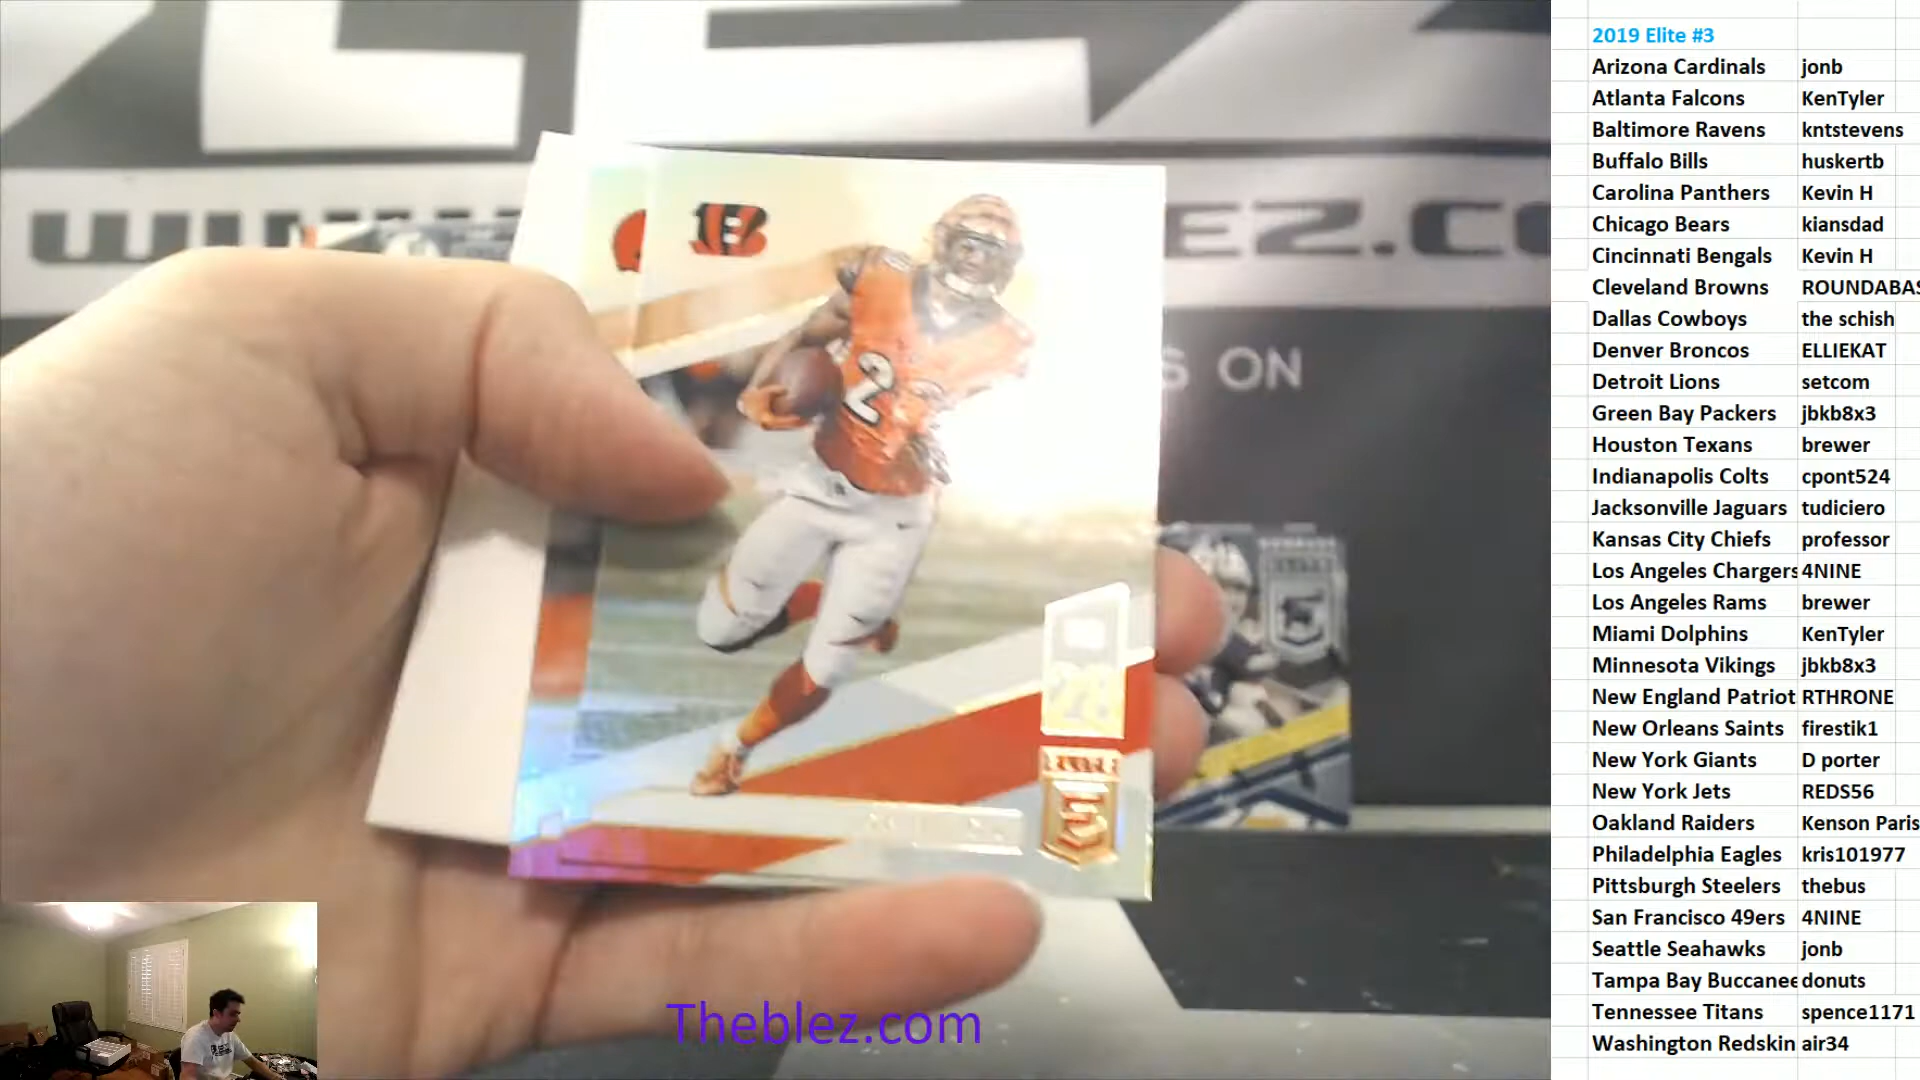 EZ.CO
S ON
2
Theblez.com
2019 Elite #3
Arizona Cardinals jonb
Atlanta Falcons KenTyler
Baltimore Ravens kntstevens
Buffalo Bills huskertb
Carolina Panthers Kevin H
Chicago Bears kiansdad
Cincinnati Bengals Kevin H
Cleveland Browns ROUNDABAS
Dallas Cowboys the schish
Denver Broncos ELLIEKAT
Detroit Lions setcom
Green Bay Packers jbkb8x3
Houston Texans brewer
Indianapolis Colts cpont524
Jacksonville Jaguars tudiciero
Kansas City Chiefs professor
Los Angeles Chargers 4NINE
Los Angeles Rams brewer
Miami Dolphins KenTyler
Minnesota Vikings jbkb8x3
New England Patriot RTHRONE
New Orleans Saints firestik1
New York Giants D porter
New York Jets REDS56
Oakland Raiders Kenson Paris
Philadelphia Eagles kris101977
Pittsburgh Steelers thebus
San Francisco 49ers 4NINE
Seattle Seahawks jonb
Tampa Bay Buccanee donuts
Tennessee Titans spence1171
Washington Redskin air34